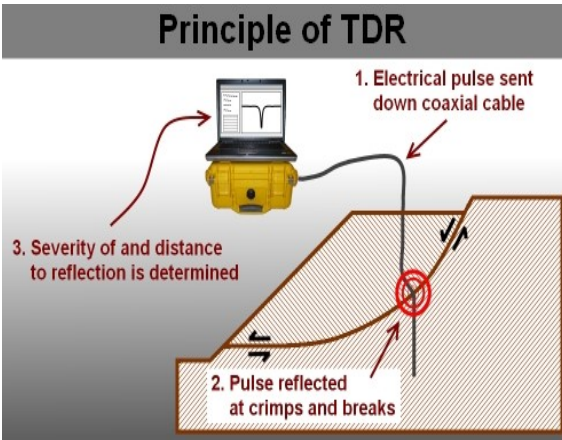 Principle of TDR
1. Electrical pulse sent
down coaxial cable
3. Severity of and distance
to reflection is determined
2. Pulse reflected
at crimps and breaks